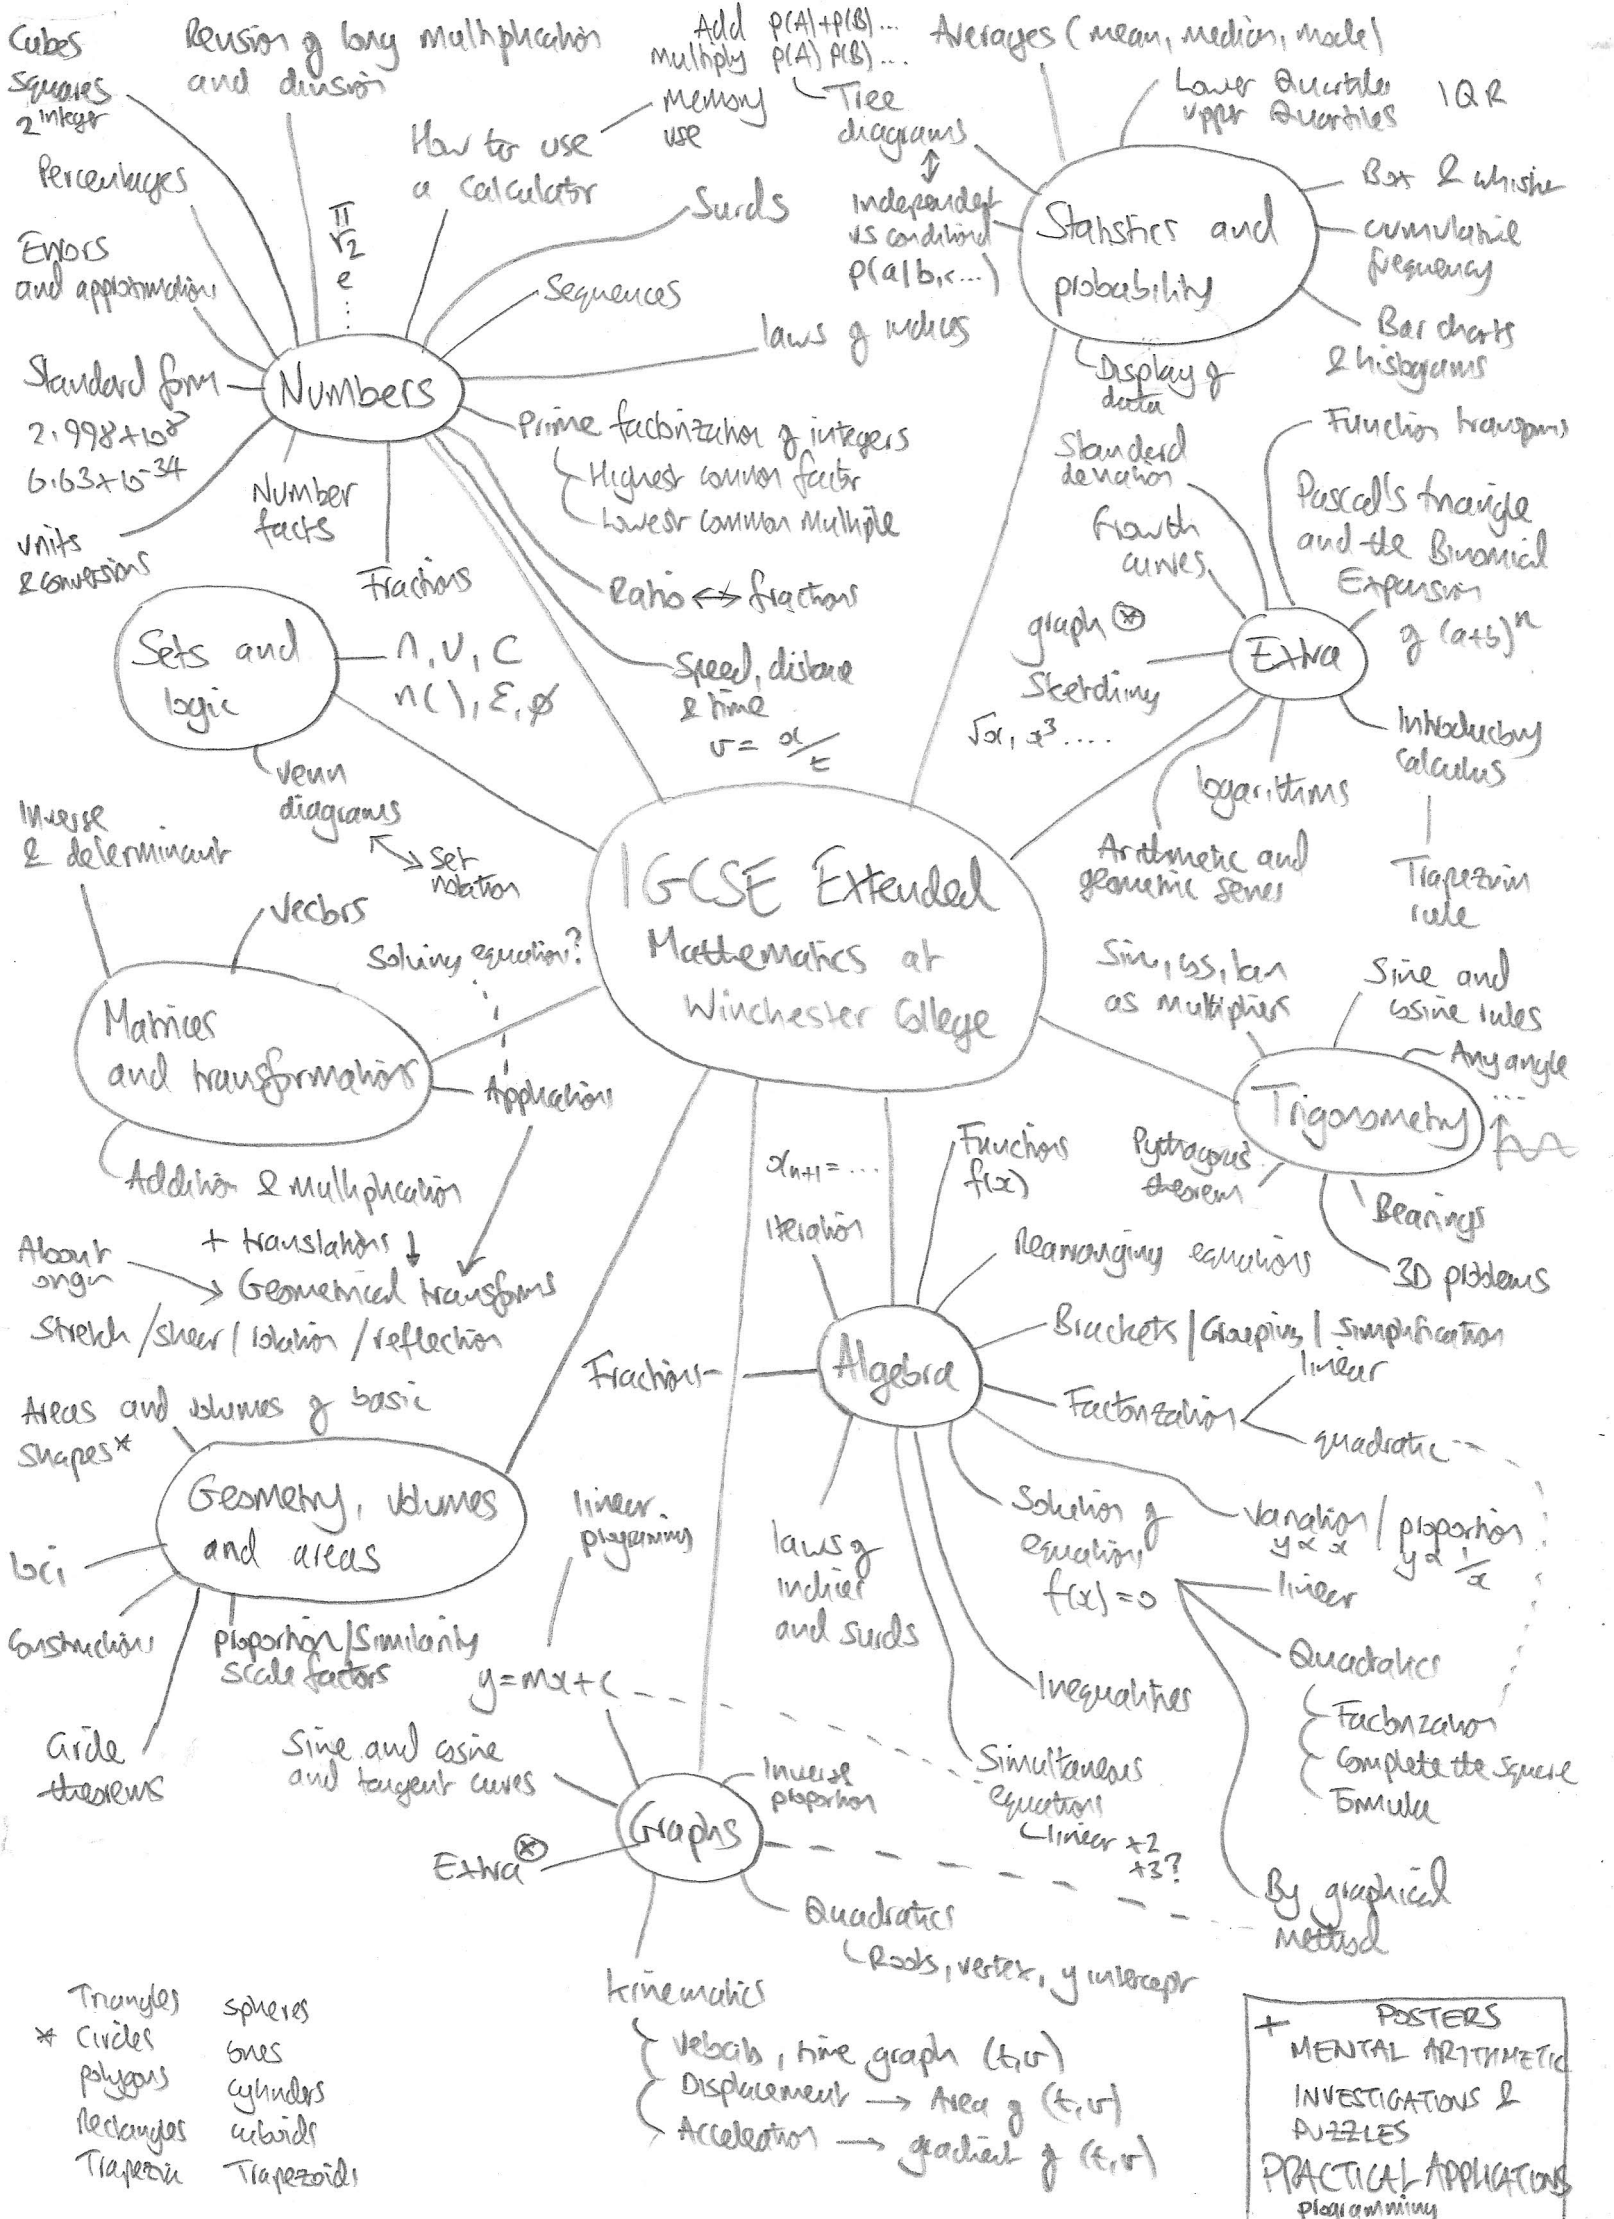 Cubes
Squares
2^integer
Revision of long multiplication
and division
Percentages
Errors
and approximations
Standard form
2.998×10^8
6.63×10^-34
units
& conversions
π
√2
e
⋮
How to use
a calculator
Memory
use
Surds
Sequences
laws of indices
Numbers
Number
facts
Fractions
Prime factorization of integers
Highest common factor
Lowest common Multiple
Ratio ↔ fractions
Speed, distance
& time
v = x/t
Add P(A)+P(B)...
multiply P(A) P(B)...
Tree
diagrams
Independent
vs conditional
p(a|b,c...)
Averages (mean, median, mode)
Lower Quartiles
upper Quartiles
IQR
Box & whisker
cumulative
frequency
Bar charts
& histograms
Statistics and
probability
Display of
data
Standard
deviation
Growth
curves
graph *
Sketching
√x, x³ ....
Function transforms
Pascal's triangle
and the Binomial
Expansion
of (a+b)^n
Extra
Introductory
calculus
Trapezium
rule
logarithms
Arithmetic and
geometric series
Sets and
logic
∩, ∪, ⊂
n( ), ℰ, ∅
Venn
diagrams
Set
notation
IGCSE Extended
Mathematics at
Winchester College
Inverse
& determinant
Vectors
Solving equations?
Matrices
and transformations
Applications
Addition & Multiplication
+ translations
About
origin
Geometrical transforms
Stretch / shear / rotation / reflection
Sine, cos, tan
as multipliers
Sine and
cosine rules
Any angle
...
Trigonometry
Pythagoras'
theorem
Bearings
3D problems
x_{n+1} = ...
Iteration
Functions
f(x)
Rearranging equations
Brackets / Grouping / Simplification
Algebra
Fractions
Factorization
linear
quadratic
Variation / proportion
y ∝ x
y ∝ 1/x
Solution of
equations
f(x) = 0
linear
Quadratics
Factorization
Complete the square
Formula
By graphical
method
laws of
indices
and surds
Inequalities
Simultaneous
equations
linear ×2
×3?
Areas and volumes of basic
shapes*
Geometry, volumes
and areas
loci
Constructions
proportion / Similarity
Scale factors
Circle
theorems
linear
programming
y = mx + c
Sine and cosine
and tangent curves
Inverse
proportion
Graphs
Extra *
Quadratics
Roots, vertex, y intercept
Kinematics
Velocity, time graph (t,v)
Displacement → Area of (t,v)
Acceleration → gradient of (t,v)
Triangles spheres
* Circles cones
polygons cylinders
Rectangles cuboids
Trapezia Trapezoids
+ POSTERS
MENTAL ARITHMETIC
INVESTIGATIONS &
PUZZLES
PRACTICAL APPLICATIONS
programming